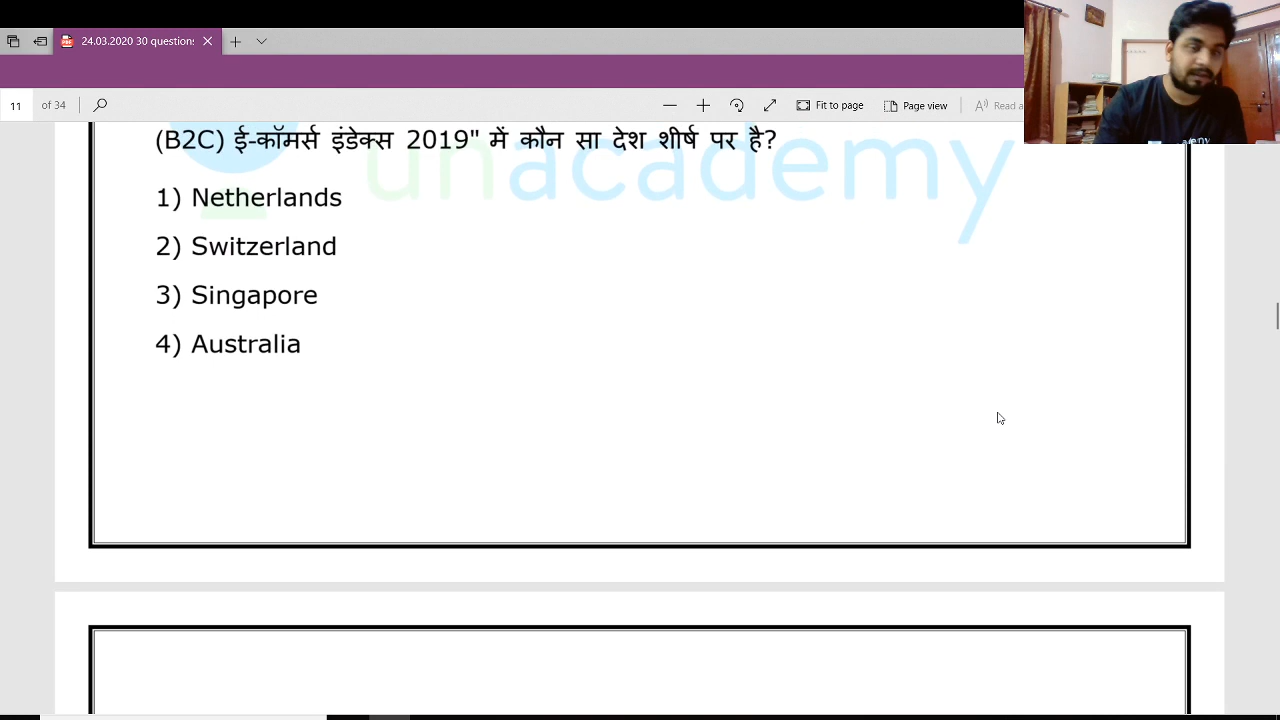 24.03.2020 30 question
11 of 34
Fit to page
Page view
Read a
(B2C) ई-कॉमर्स इंडेक्स 2019" में कौन सा देश शीर्ष पर है?
unacademy
1) Netherlands
2) Switzerland
3) Singapore
4) Australia